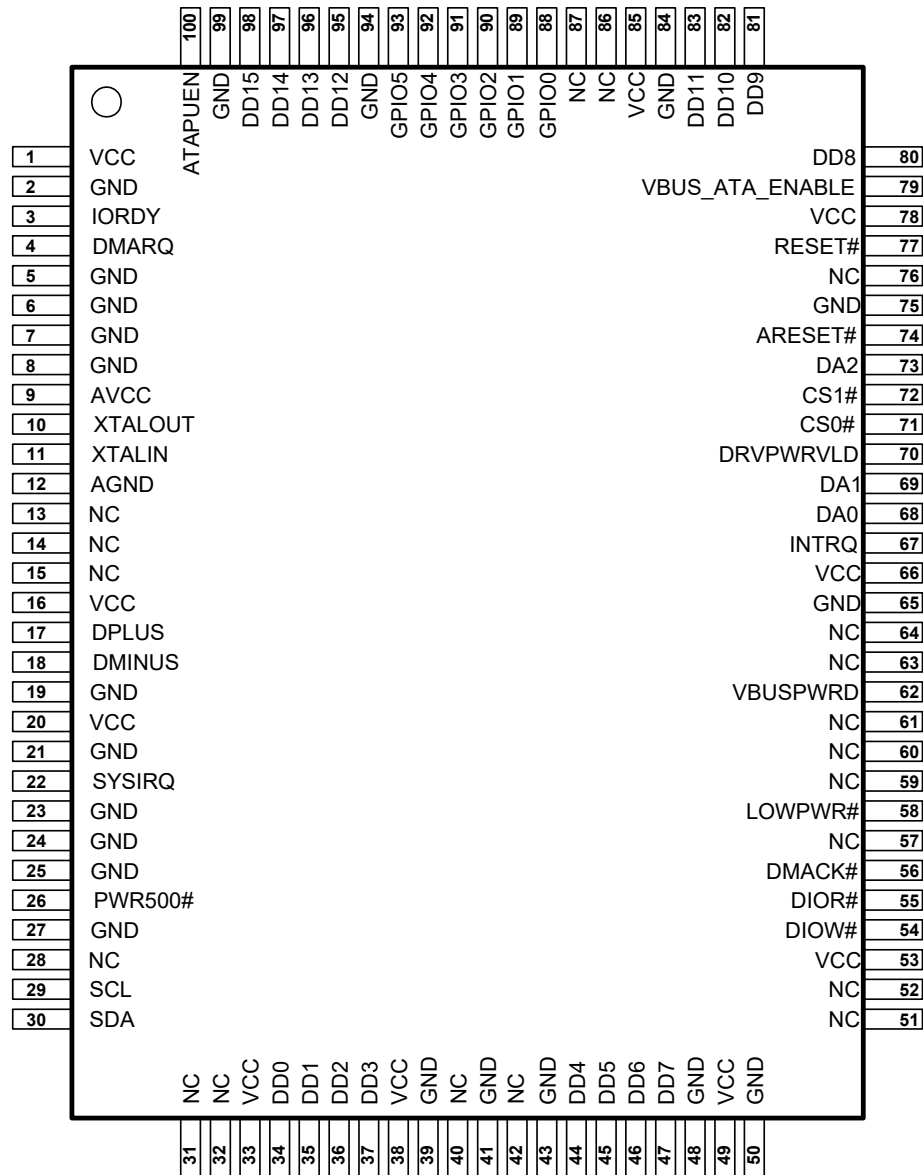 100 99 98 97 96 95 94 93 92 91 90 89 88 87 86 85 84 83 82 81
ATAPUEN GND DD15 DD14 DD13 DD12 GND GPIO5 GPIO4 GPIO3 GPIO2 GPIO1 GPIO0 NC NC VCC GND DD11 DD10 DD9
1 VCC DD8 80
2 GND VBUS_ATA_ENABLE 79
3 IORDY VCC 78
4 DMARQ RESET# 77
5 GND NC 76
6 GND GND 75
7 GND ARESET# 74
8 GND DA2 73
9 AVCC CS1# 72
10 XTALOUT CS0# 71
11 XTALIN DRVPWRVLD 70
12 AGND DA1 69
13 NC DA0 68
14 NC INTRQ 67
15 NC VCC 66
16 VCC GND 65
17 DPLUS NC 64
18 DMINUS NC 63
19 GND VBUSPWRD 62
20 VCC NC 61
21 GND NC 60
22 SYSIRQ NC 59
23 GND LOWPWR# 58
24 GND NC 57
25 GND DMACK# 56
26 PWR500# DIOR# 55
27 GND DIOW# 54
28 NC VCC 53
29 SCL NC 52
30 SDA NC 51
NC NC VCC DD0 DD1 DD2 DD3 VCC GND NC GND NC GND DD4 DD5 DD6 DD7 GND VCC GND
31 32 33 34 35 36 37 38 39 40 41 42 43 44 45 46 47 48 49 50